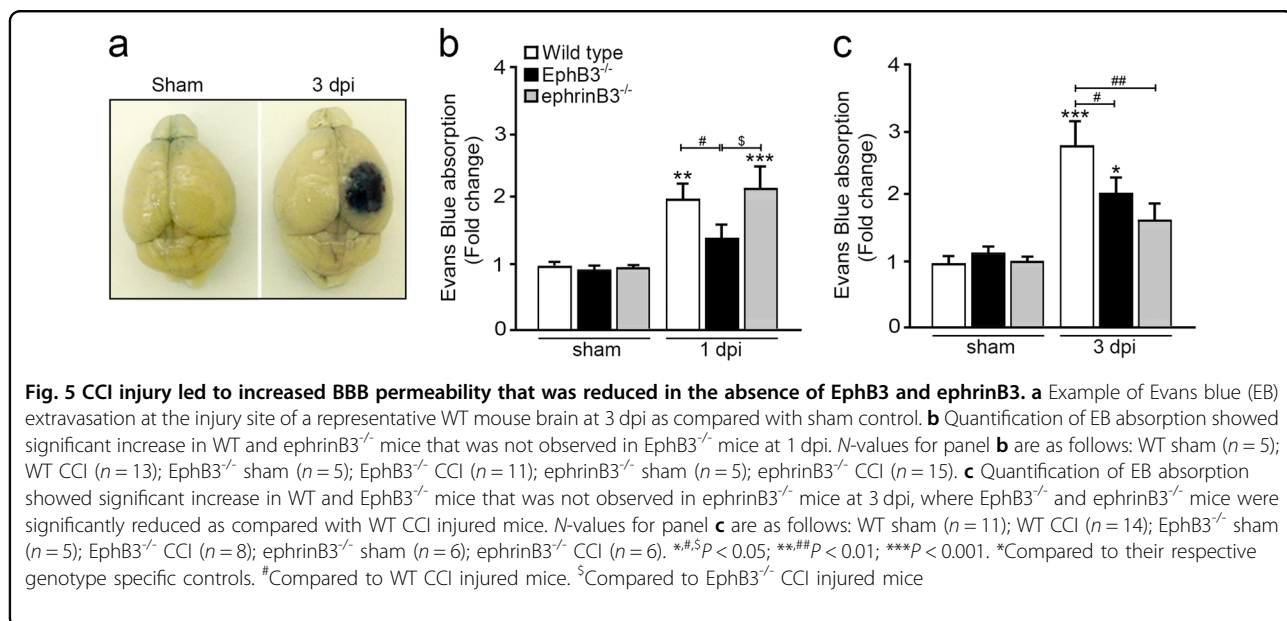 a
Sham 3 dpi
b
Wild type
EphB3-/-
ephrinB3-/-
Evans Blue absorption
(Fold change)
4
3
2
1
0
#
$
**
***
sham
1 dpi
c
Evans Blue absorption
(Fold change)
4
3
2
1
0
##
#
***
*
sham
3 dpi
Fig. 5 CCI injury led to increased BBB permeability that was reduced in the absence of EphB3 and ephrinB3. a Example of Evans blue (EB)
extravasation at the injury site of a representative WT mouse brain at 3 dpi as compared with sham control. b Quantification of EB absorption showed
significant increase in WT and ephrinB3-/- mice that was not observed in EphB3-/- mice at 1 dpi. N-values for panel b are as follows: WT sham (n = 5);
WT CCI (n = 13); EphB3-/- sham (n = 5); EphB3-/- CCI (n = 11); ephrinB3-/- sham (n = 5); ephrinB3-/- CCI (n = 15). c Quantification of EB absorption
showed significant increase in WT and EphB3-/- mice that was not observed in ephrinB3-/- mice at 3 dpi, where EphB3-/- and ephrinB3-/- mice were
significantly reduced as compared with WT CCI injured mice. N-values for panel c are as follows: WT sham (n = 11); WT CCI (n = 14); EphB3-/- sham
(n = 5); EphB3-/- CCI (n = 8); ephrinB3-/- sham (n = 6); ephrinB3-/- CCI (n = 6). *,#,$P < 0.05; **,##P < 0.01; ***P < 0.001. *Compared to their respective
genotype specific controls. #Compared to WT CCI injured mice. $Compared to EphB3-/- CCI injured mice